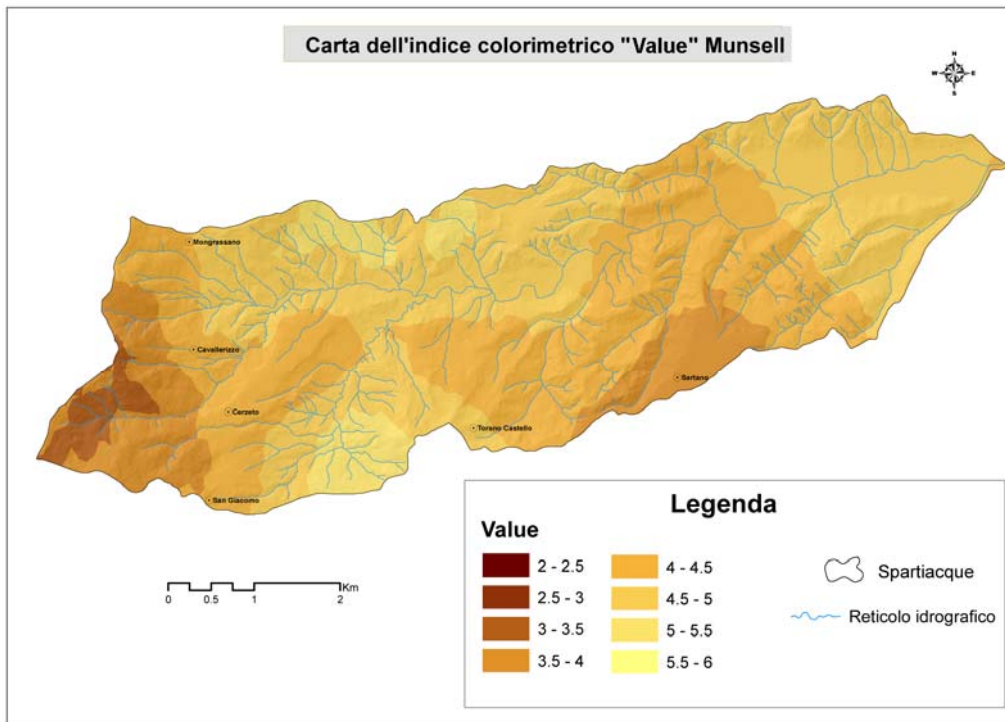 Carta dell'indice colorimetrico "Value" Munsell
N
W E
S
Mongrassano
Cavallerizzo
Cerzeto
San Giacomo
Torano Castello
Sartano
Km
0 0.5 1 2
Legenda
Value
2 - 2.5
2.5 - 3
3 - 3.5
3.5 - 4
4 - 4.5
4.5 - 5
5 - 5.5
5.5 - 6
Spartiacque
Reticolo idrografico